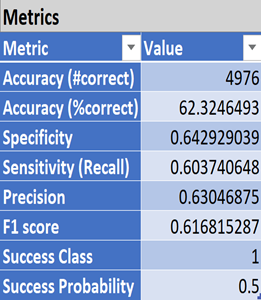 Metrics
Metric Value
Accuracy (#correct) 4976
Accuracy (%correct) 62.3246493
Specificity 0.642929039
Sensitivity (Recall) 0.603740648
Precision 0.63046875
F1 score 0.616815287
Success Class 1
Success Probability 0.5